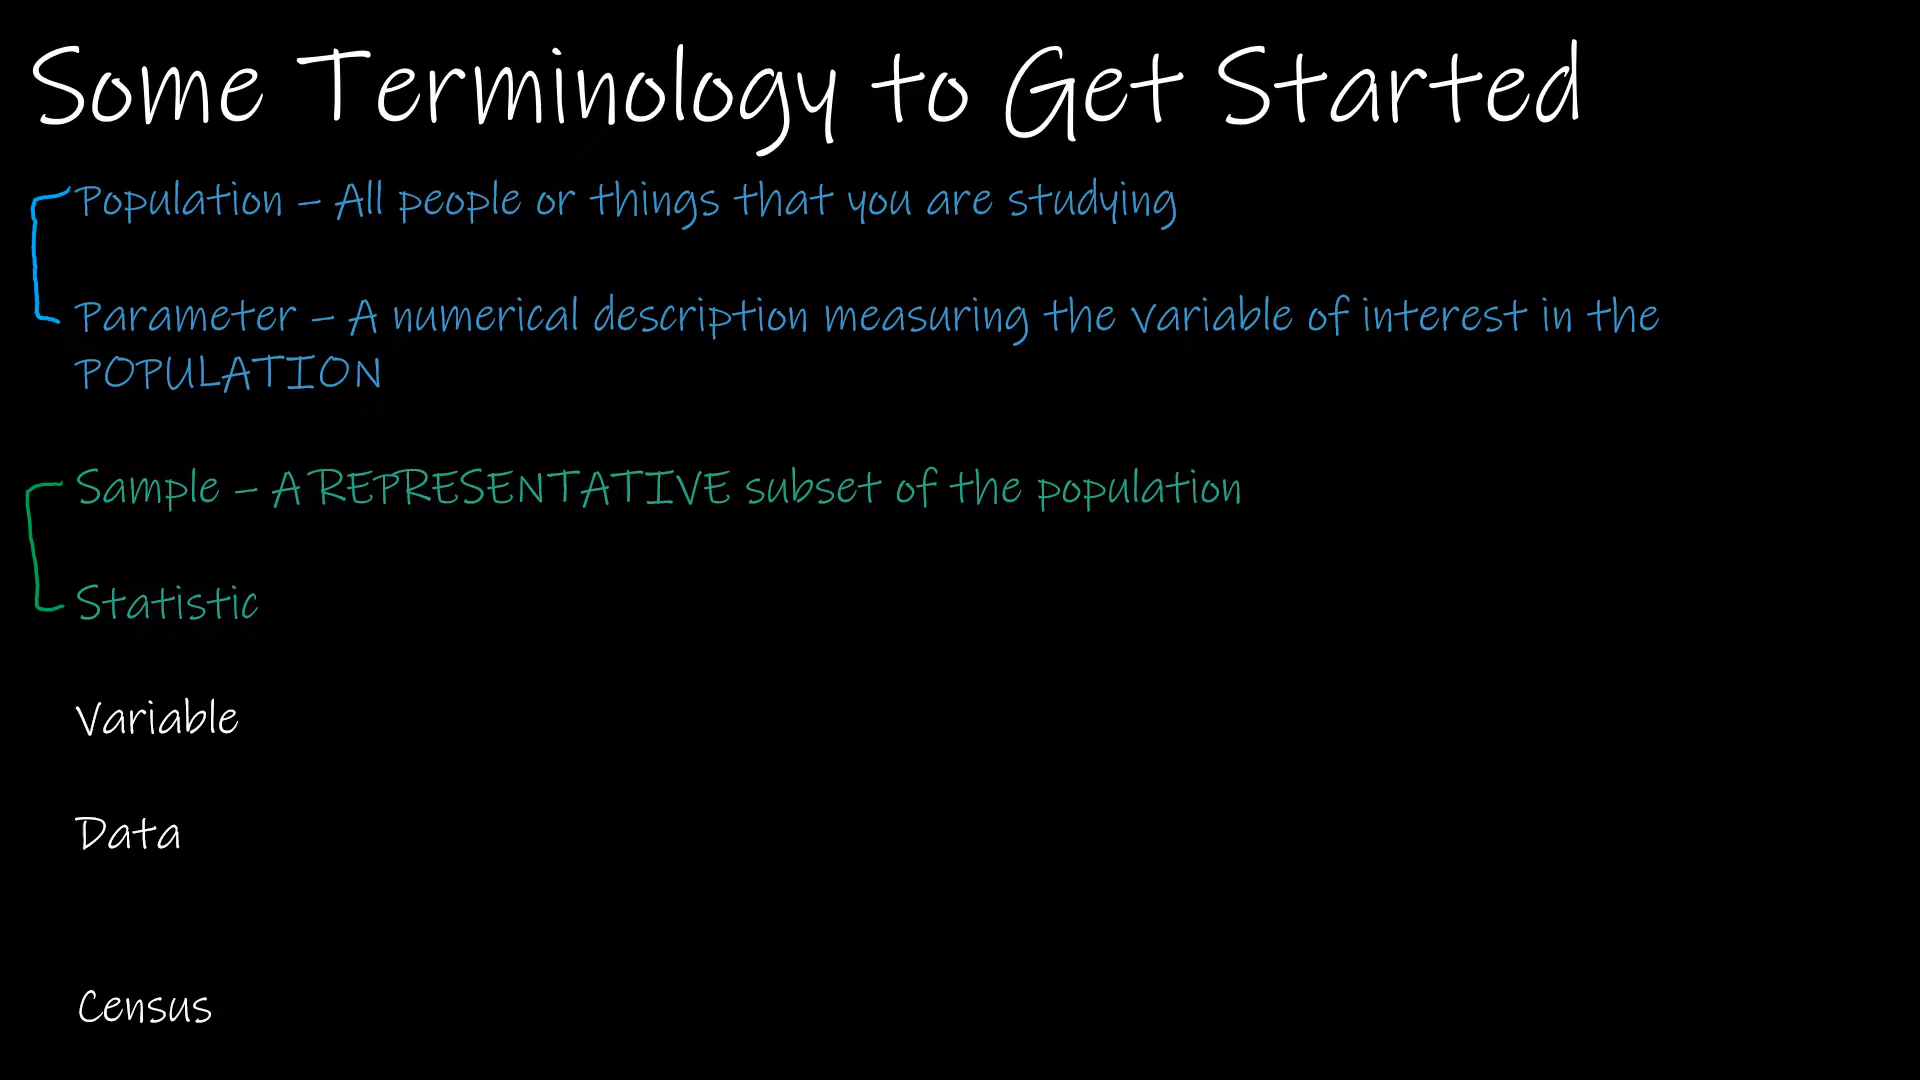 Some Terminology to Get Started
Population – All people or things that you are studying
Parameter – A numerical description measuring the variable of interest in the
POPULATION
Sample – A REPRESENTATIVE subset of the population
Statistic
Variable
Data
Census